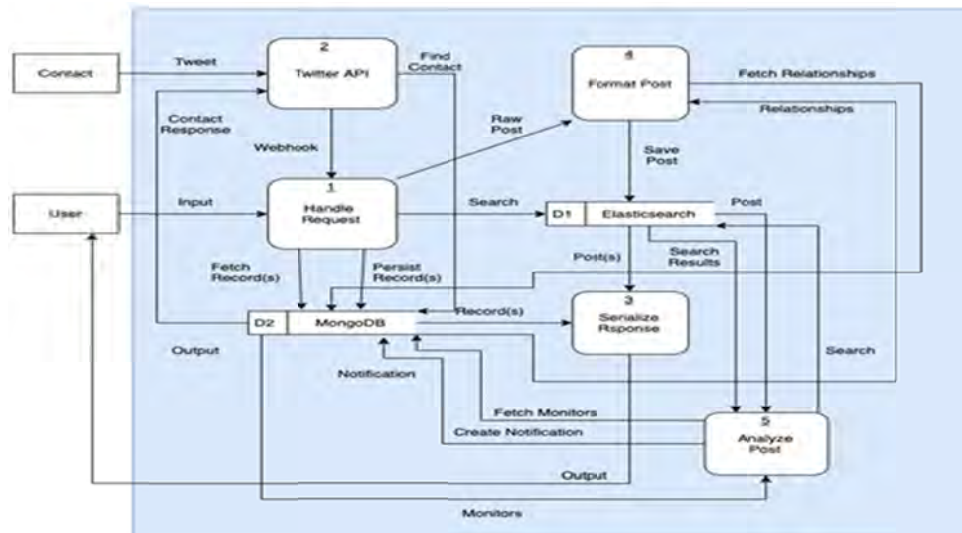 2
Twitter API
Find
Contact
4
Format Post
Contact
Tweet
Fetch Relationships
Contact
Response
Raw
Post
Relationships
Webhook
Save
Post
1
Handle
Request
User
Input
Search
D1
Elasticsearch
Post
Fetch
Record(s)
Persist
Record(s)
Post(s)
Search
Results
3
Serialize
Rsponse
D2
MongoDB
Record(s)
Output
Notification
Search
Fetch Monitors
Create Notification
5
Analyze
Post
Output
Monitors